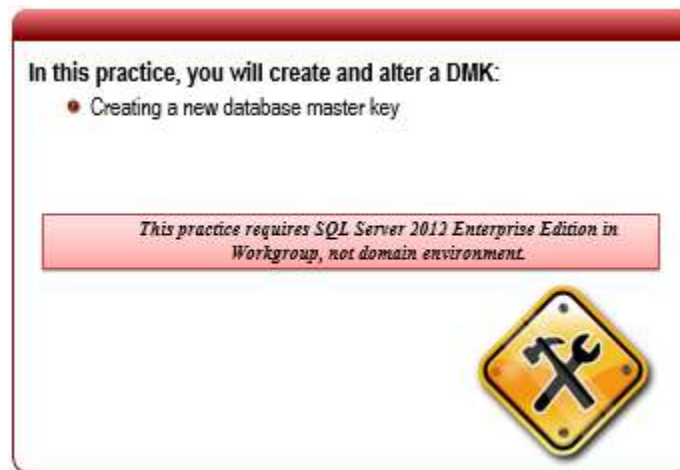 In this practice, you will create and alter a DMK:
Creating a new database master key
This practice requires SQL Server 2012 Enterprise Edition in
Workgroup, not domain environment.